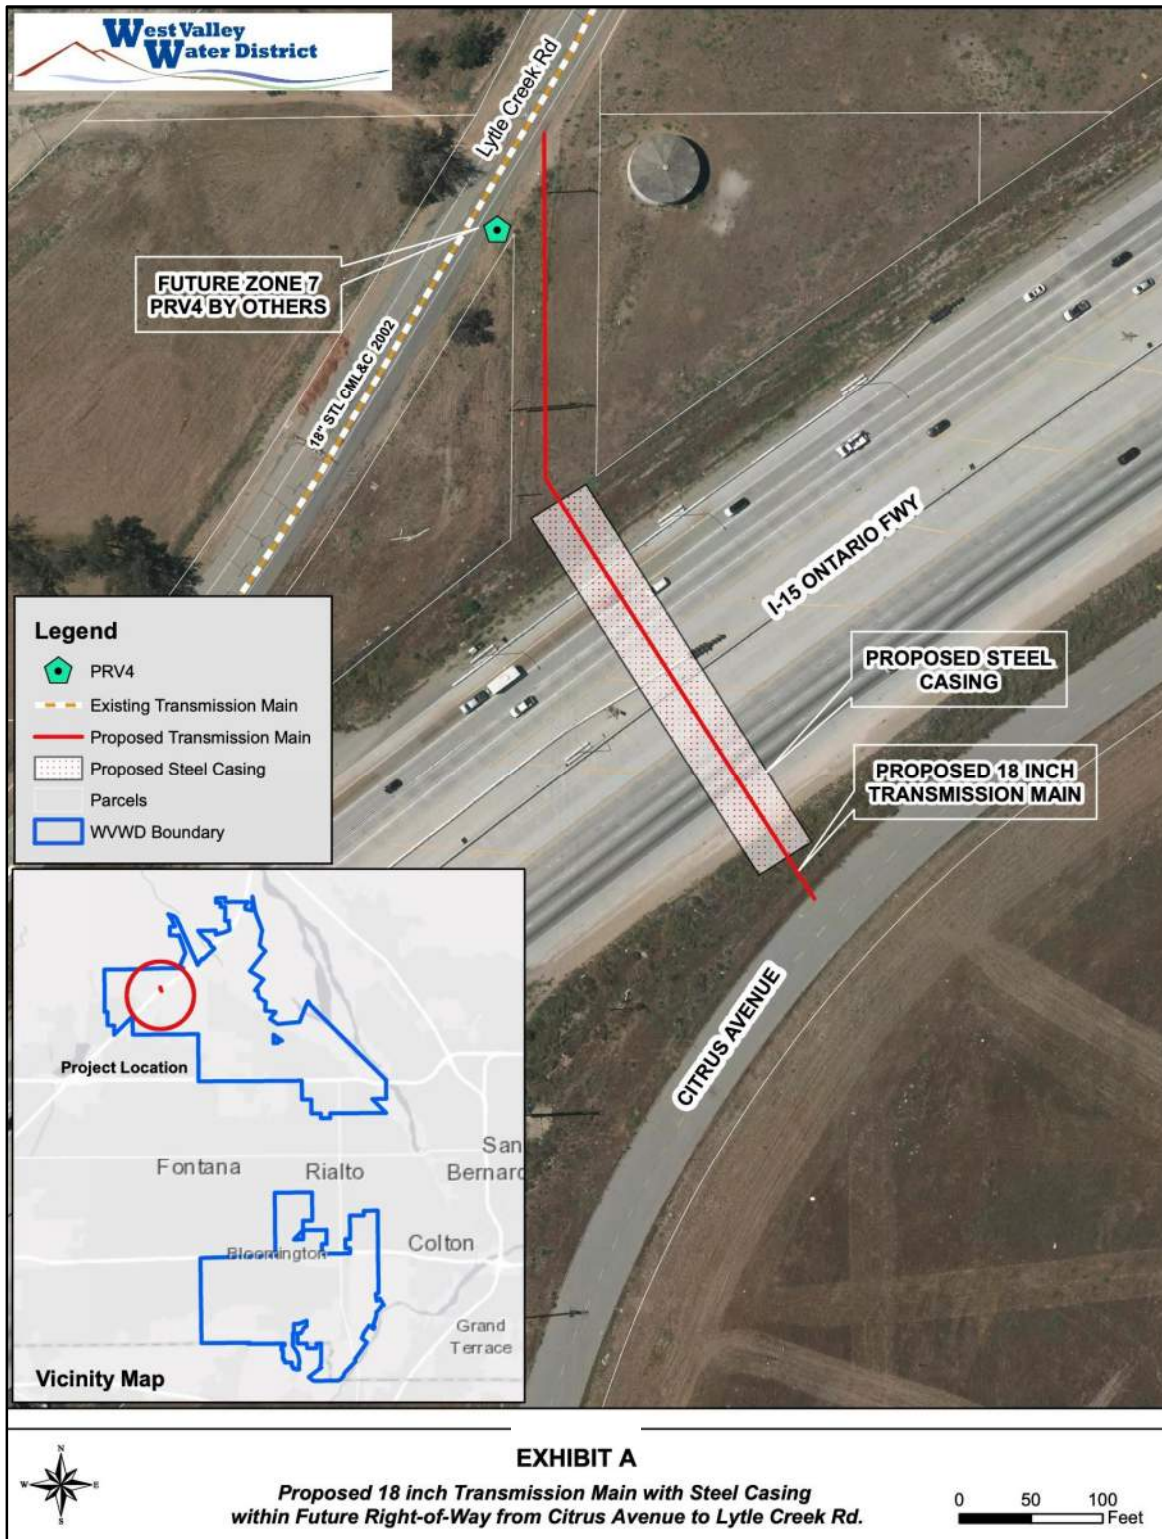 West Valley
Water District
Lytle Creek Rd
FUTURE ZONE 7
PRV4 BY OTHERS
18" STL CML&C 2002
I-15 ONTARIO FWY
PROPOSED STEEL
CASING
PROPOSED 18 INCH
TRANSMISSION MAIN
CITRUS AVENUE
Legend
PRV4
Existing Transmission Main
Proposed Transmission Main
Proposed Steel Casing
Parcels
WVWD Boundary
Project Location
Fontana
Rialto
San
Bernard
Bloomington
Colton
Grand
Terrace
Vicinity Map
N
W
E
S
EXHIBIT A
Proposed 18 inch Transmission Main with Steel Casing
within Future Right-of-Way from Citrus Avenue to Lytle Creek Rd.
0 50 100
Feet